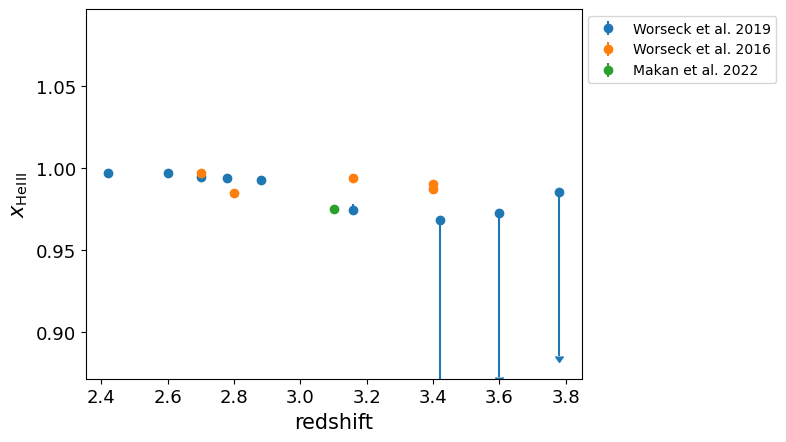 Worseck et al. 2019
Worseck et al. 2016
Makan et al. 2022
1.05
1.00
0.95
0.90
x_HeIII
2.4 2.6 2.8 3.0 3.2 3.4 3.6 3.8
redshift